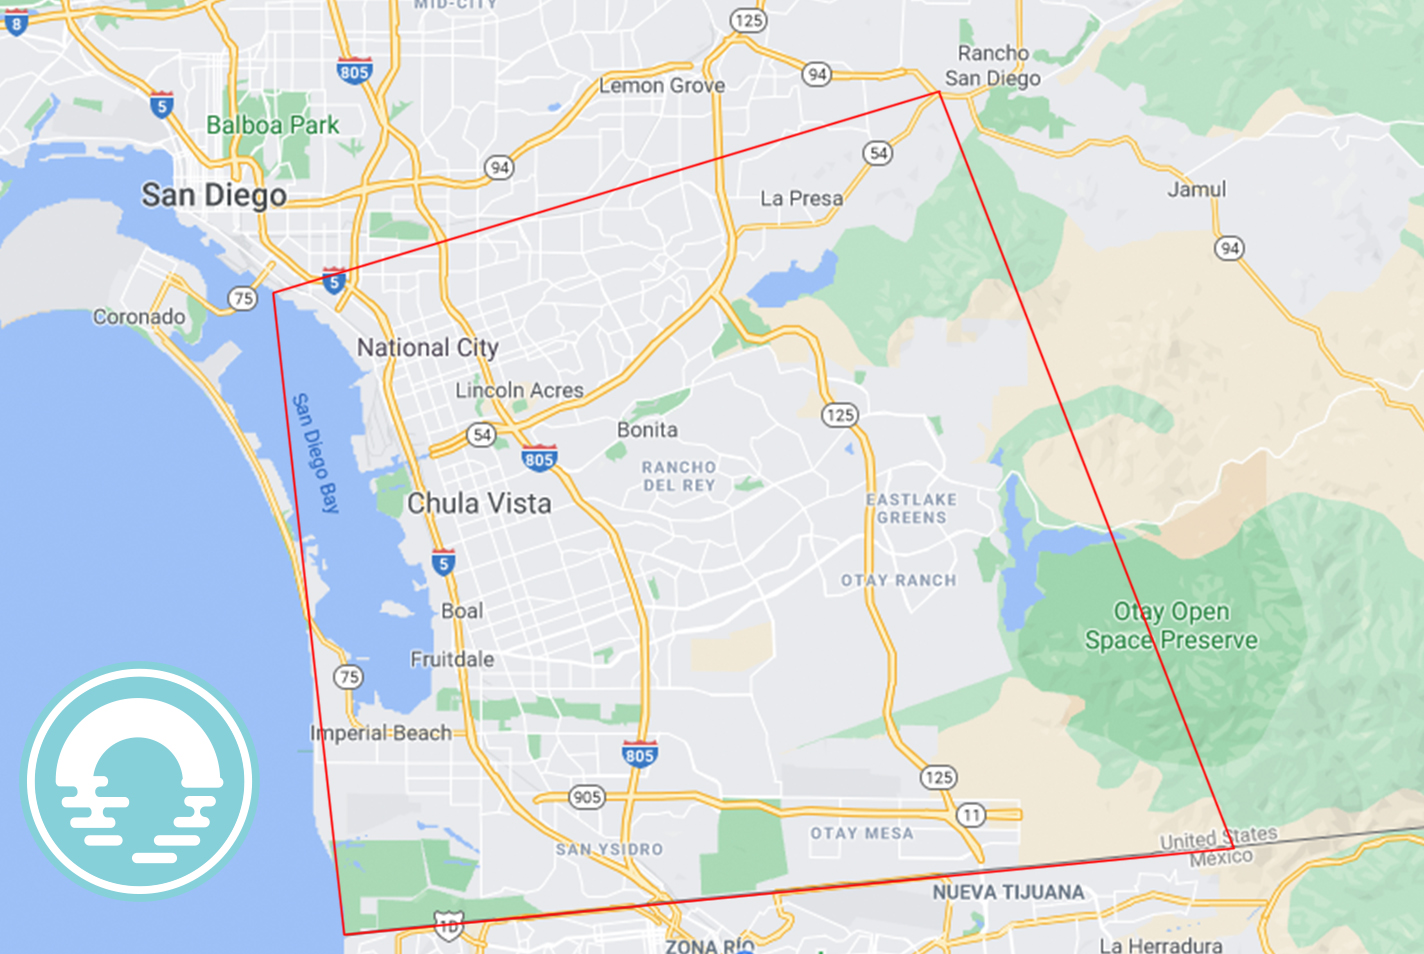 MID-CITY
8
125
805
Rancho
San Diego
94
Lemon Grove
5
Balboa Park
94
54
San Diego
La Presa
Jamul
94
5
75
Coronado
National City
Lincoln Acres
San Diego Bay
125
54
Bonita
805
RANCHO
DEL REY
Chula Vista
EASTLAKE
GREENS
5
OTAY RANCH
Boal
Otay Open
Space Preserve
Fruitdale
75
Imperial Beach
805
125
905
11
OTAY MESA
SAN YSIDRO
United States
Mexico
NUEVA TIJUANA
1D
ZONA RÍO
La Herradura